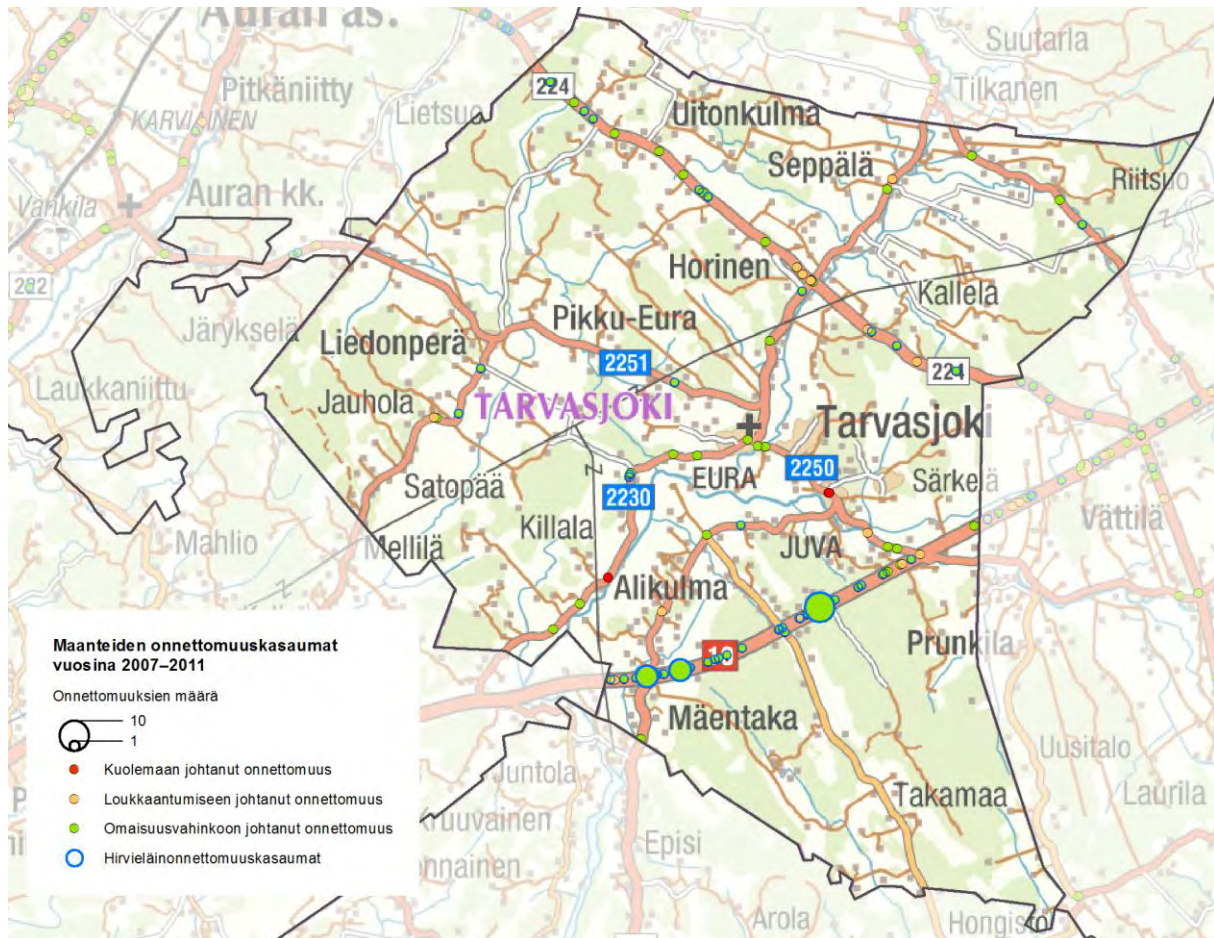 Auran as.
Suutarla
224
Pitkäniitty
Tilkanen
Lietsuo
Uitonkulma
KARVIAINEN
Seppälä
Riitsuo
Auran kk.
Vankila
Horinen
Kallela
Järykselä
Pikku-Eura
Liedonperä
2251
224
Laukkaniittu
Jauhola
TARVASJOKI
Tarvasjoki
2250
Satopää
2230
EURA
Särkelä
Killala
Vättilä
Mahlio
Mellilä
JUVA
Alikulma
Prunkila
10
Mäentaka
Uusitalo
Juntola
Takamaa
Laurila
Episi
Arola
Hongisto
Maanteiden onnettomuuskasaumat
vuosina 2007–2011
Onnettomuuksien määrä
10
1
Kuolemaan johtanut onnettomuus
Loukkaantumiseen johtanut onnettomuus
Omaisuusvahinkoon johtanut onnettomuus
Hirvieläinonnettomuuskasaumat